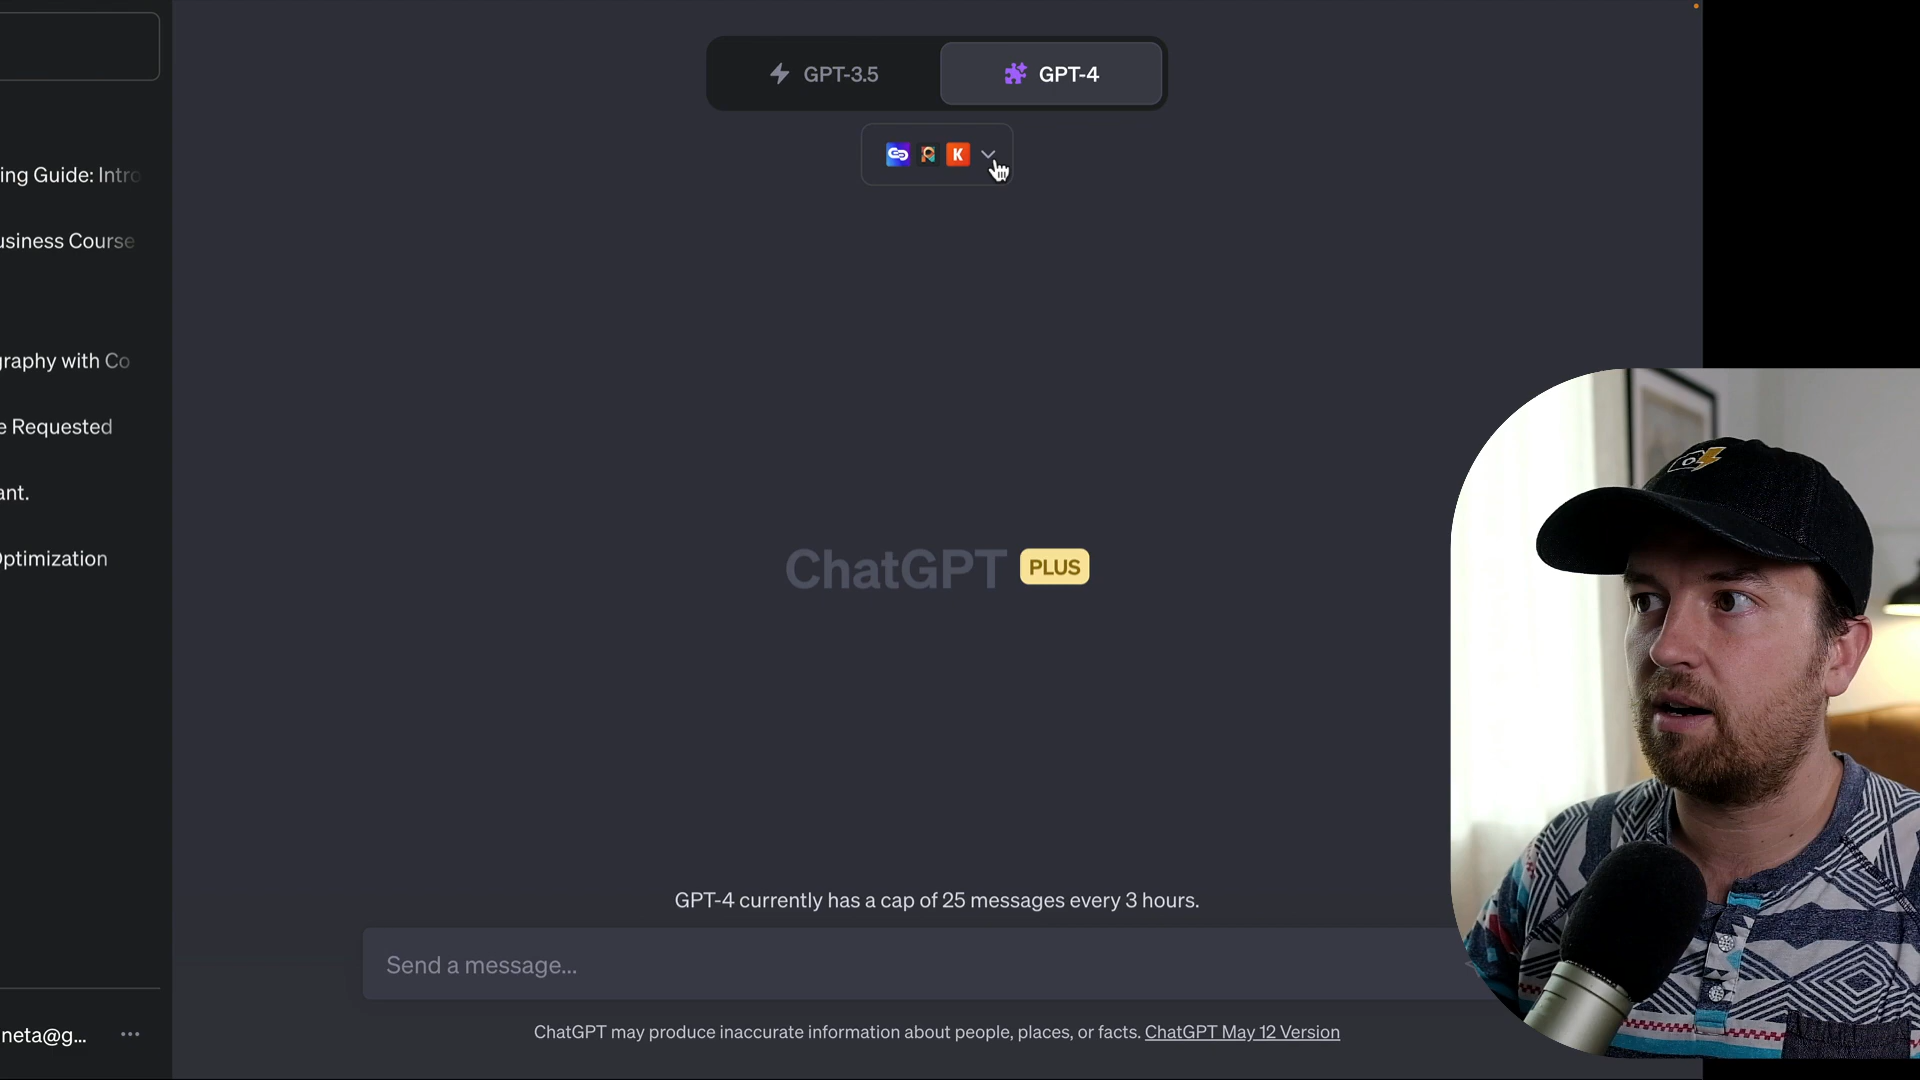 GPT-3.5
GPT-4
K
ing Guide: Intro
usiness Course
graphy with Co
e Requested
ant.
Optimization
ChatGPT PLUS
GPT-4 currently has a cap of 25 messages every 3 hours.
Send a message...
neta@g...
ChatGPT may produce inaccurate information about people, places, or facts. ChatGPT May 12 Version